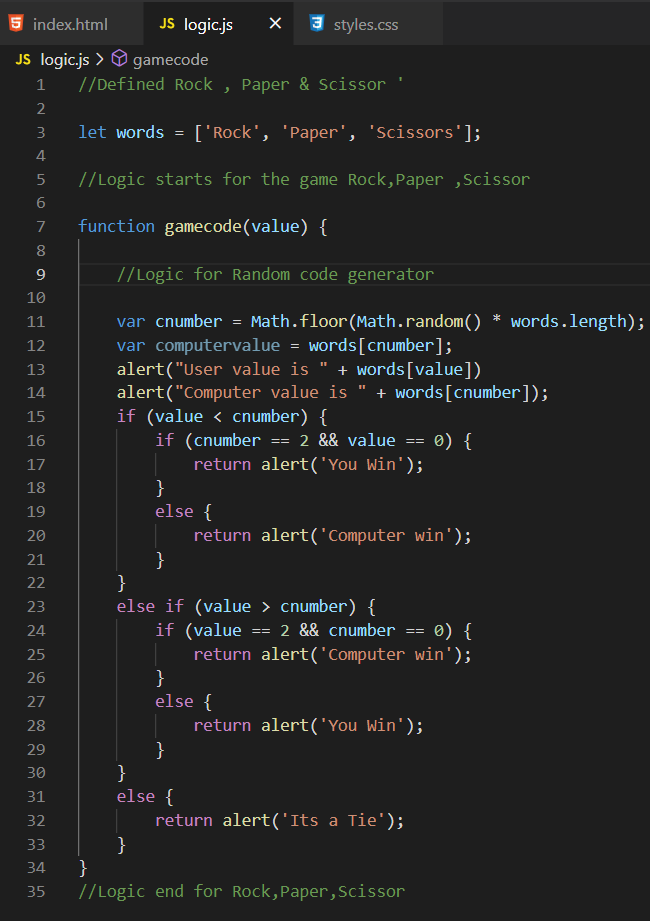 index.html JS logic.js × styles.css
JS logic.js > gamecode
1 //Defined Rock , Paper & Scissor '
2
3 let words = ['Rock', 'Paper', 'Scissors'];
4
5 //Logic starts for the game Rock,Paper ,Scissor
6
7 function gamecode(value) {
8
9 //Logic for Random code generator
10
11 var cnumber = Math.floor(Math.random() * words.length);
12 var computervalue = words[cnumber];
13 alert("User value is " + words[value])
14 alert("Computer value is " + words[cnumber]);
15 if (value < cnumber) {
16 if (cnumber == 2 && value == 0) {
17 return alert('You Win');
18 }
19 else {
20 return alert('Computer win');
21 }
22 }
23 else if (value > cnumber) {
24 if (value == 2 && cnumber == 0) {
25 return alert('Computer win');
26 }
27 else {
28 return alert('You Win');
29 }
30 }
31 else {
32 return alert('Its a Tie');
33 }
34 }
35 //Logic end for Rock,Paper,Scissor